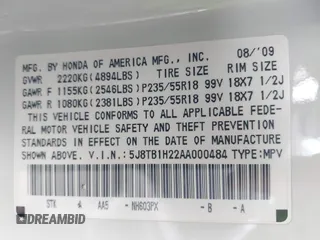 MFG. BY HONDA OF AMERICA MFG., INC. 08/'09
GVWR 2220KG(4894LBS) TIRE SIZE RIM SIZE
GAWR F 1155KG(2546LBS)P235/55R18 99V 18X7 1/2J
GAWR R 1080KG(2381LBS)P235/55R18 99V 18X7 1/2J
THIS VEHICLE CONFORMS TO ALL APPLICABLE FEDE-
RAL MOTOR VEHICLE SAFETY AND THEFT PREVENTION
STANDARDS IN EFFECT ON THE DATE OF MANUFACTURE
SHOWN ABOVE. V.I.N.:5J8TB1H22AA000484 TYPE:MPV
STK AA5 NH603PX - B - A
DREAMBID